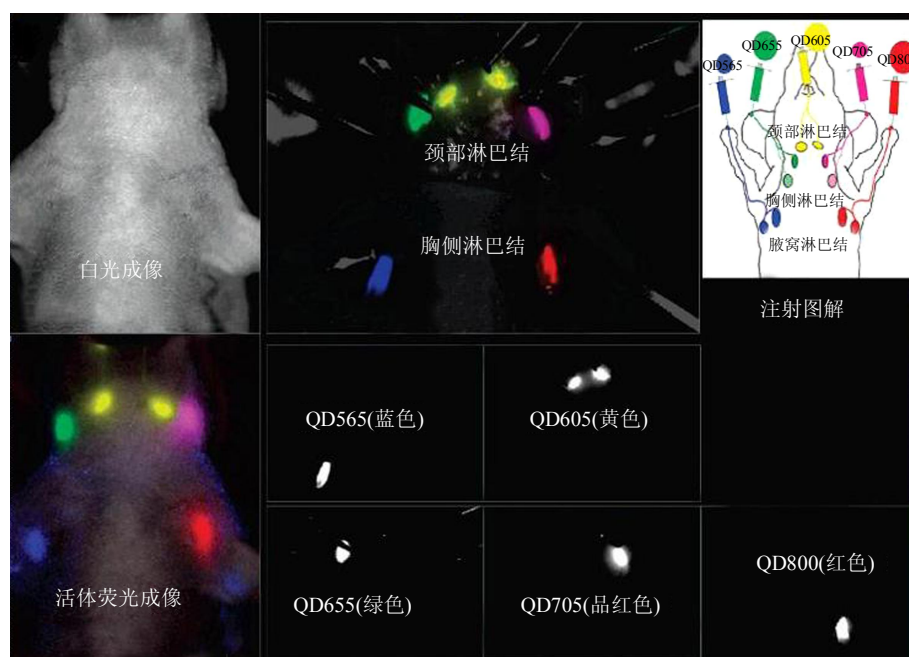 白光成像
颈部淋巴结
胸侧淋巴结
QD565
QD655
QD605
QD705
QD80
颈部淋巴结
胸侧淋巴结
腋窝淋巴结
注射图解
活体荧光成像
QD565(蓝色)
QD605(黄色)
QD655(绿色)
QD705(品红色)
QD800(红色)